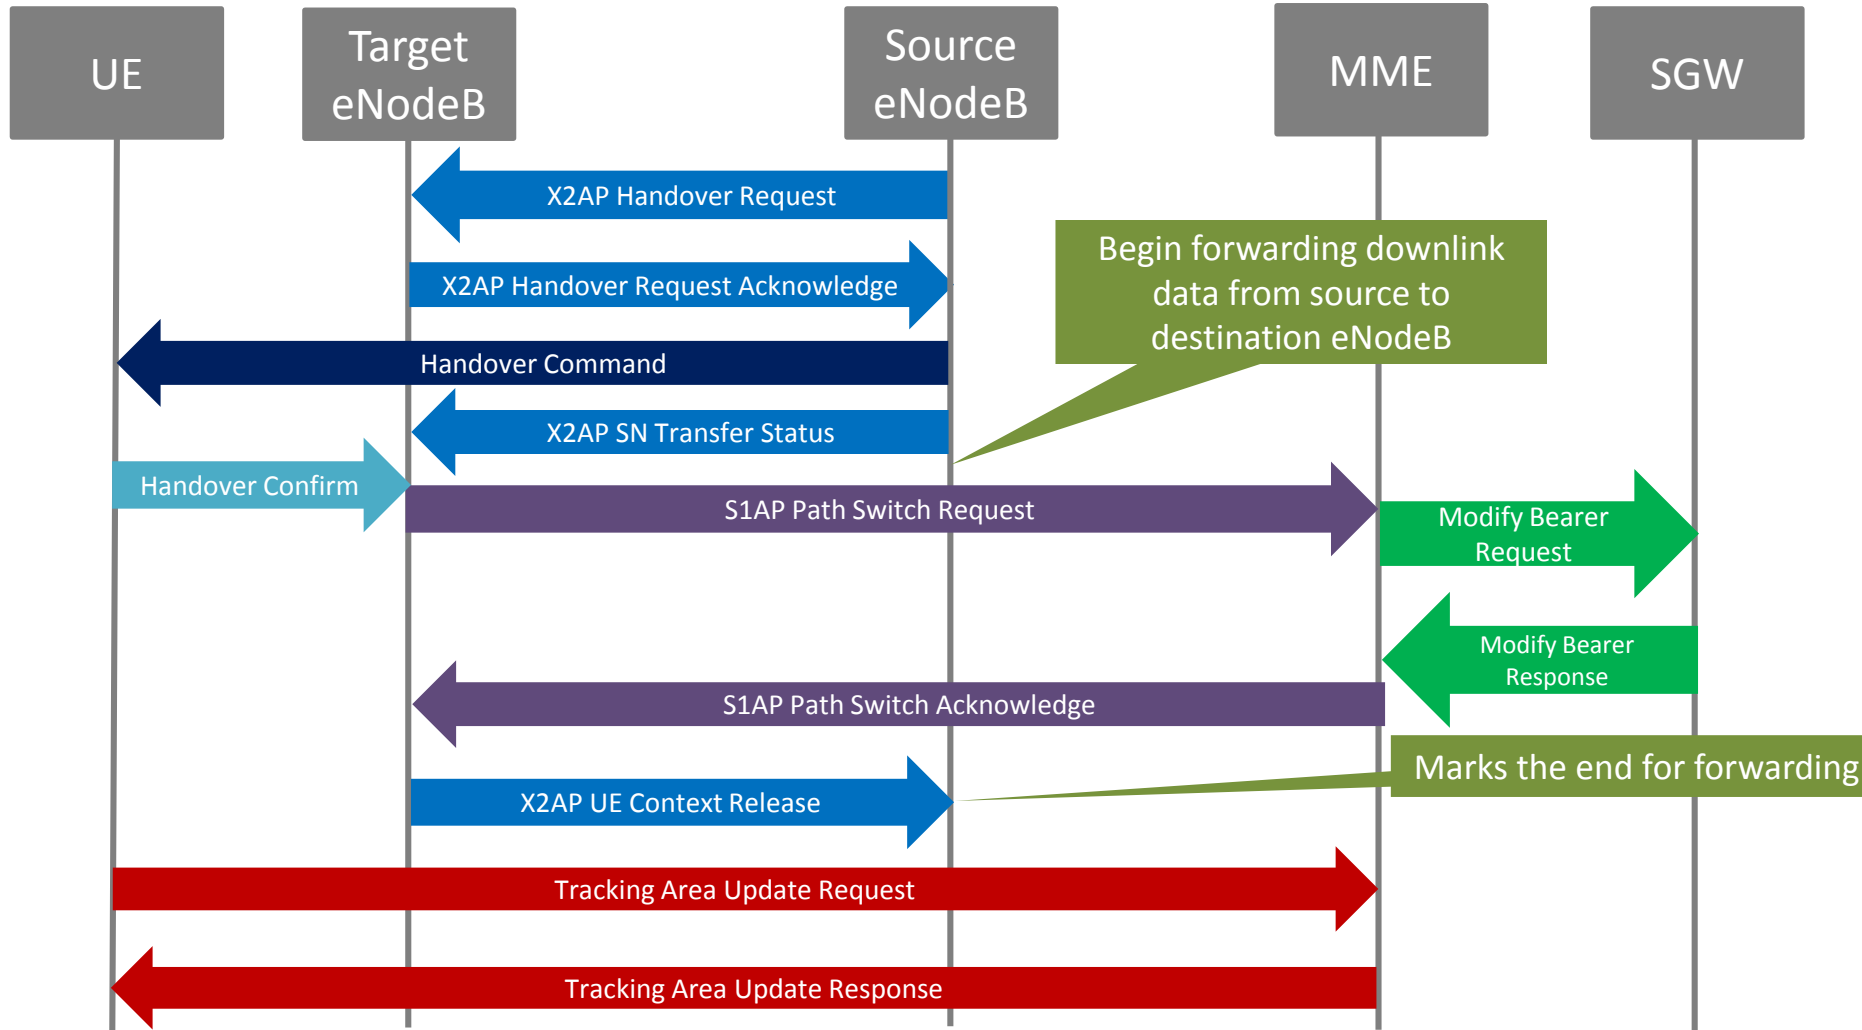 UE
Target
eNodeB
Source
eNodeB
MME
SGW
X2AP Handover Request
Begin forwarding downlink
data from source to
destination eNodeB
X2AP Handover Request Acknowledge
Handover Command
X2AP SN Transfer Status
Handover Confirm
S1AP Path Switch Request
Modify Bearer
Request
Modify Bearer
Response
S1AP Path Switch Acknowledge
Marks the end for forwarding
X2AP UE Context Release
Tracking Area Update Request
Tracking Area Update Response